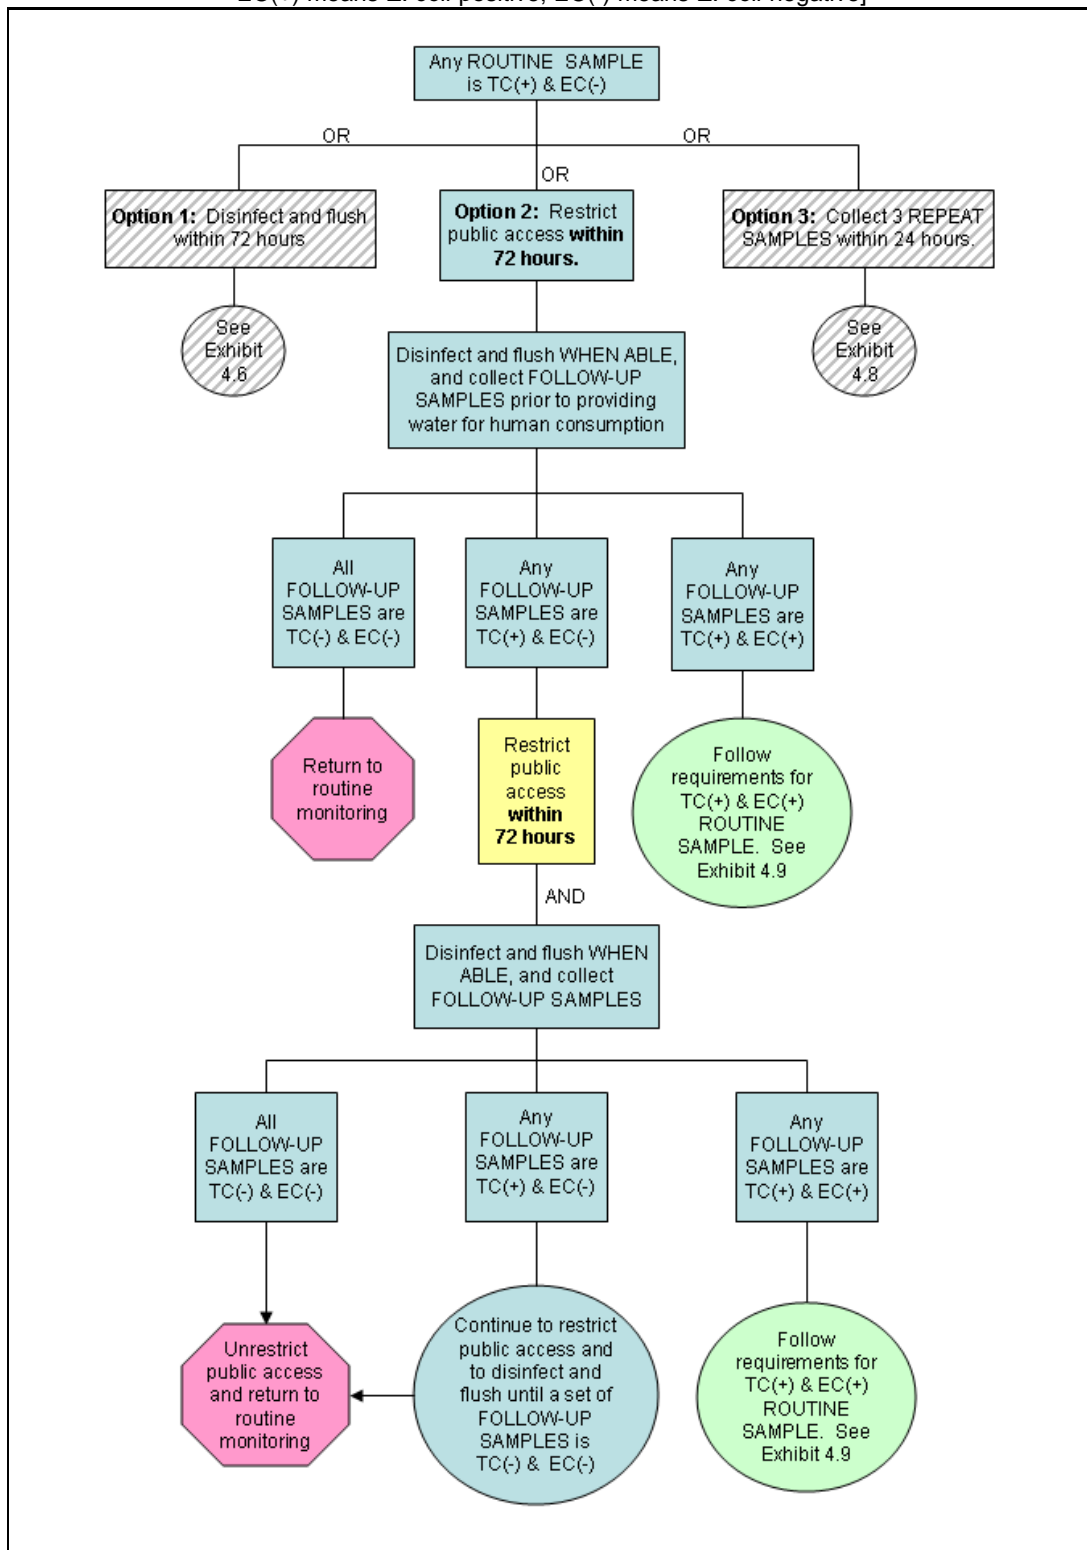 EC(+) means E. coli positive, EC(-) means E. coli negative]
Any ROUTINE SAMPLE
is TC(+) & EC(-)
OR
OR
OR
Option 1: Disinfect and flush
within 72 hours
Option 2: Restrict
public access within
72 hours.
Option 3: Collect 3 REPEAT
SAMPLES within 24 hours.
See
Exhibit
4.6
See
Exhibit
4.8
Disinfect and flush WHEN ABLE,
and collect FOLLOW-UP
SAMPLES prior to providing
water for human consumption
All
FOLLOW-UP
SAMPLES are
TC(-) & EC(-)
Any
FOLLOW-UP
SAMPLES are
TC(+) & EC(-)
Any
FOLLOW-UP
SAMPLES are
TC(+) & EC(+)
Return to
routine
monitoring
Restrict
public
access
within
72 hours
Follow
requirements for
TC(+) & EC(+)
ROUTINE
SAMPLE. See
Exhibit 4.9
AND
Disinfect and flush WHEN
ABLE, and collect
FOLLOW-UP SAMPLES
All
FOLLOW-UP
SAMPLES are
TC(-) & EC(-)
Any
FOLLOW-UP
SAMPLES are
TC(+) & EC(-)
Any
FOLLOW-UP
SAMPLES are
TC(+) & EC(+)
Unrestrict
public access
and return to
routine
monitoring
Continue to restrict
public access and
to disinfect and
flush until a set of
FOLLOW-UP
SAMPLES is
TC(-) & EC(-)
Follow
requirements for
TC(+) & EC(+)
ROUTINE
SAMPLE. See
Exhibit 4.9